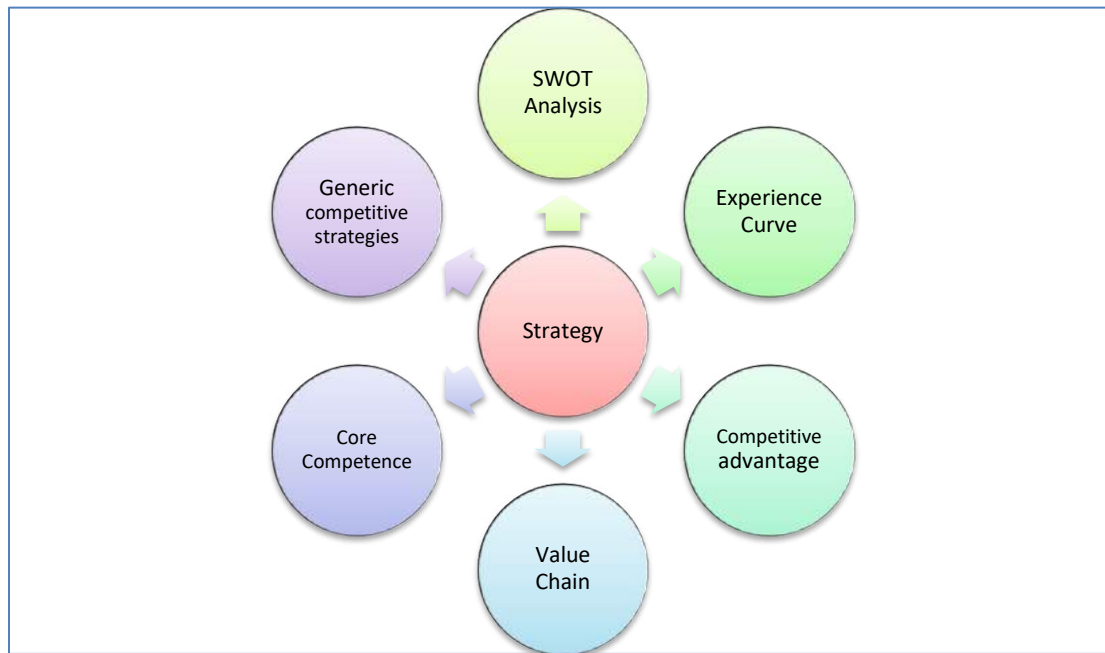 SWOT
Analysis
Generic
competitive
strategies
Experience
Curve
Strategy
Core
Competence
Competitive
advantage
Value
Chain